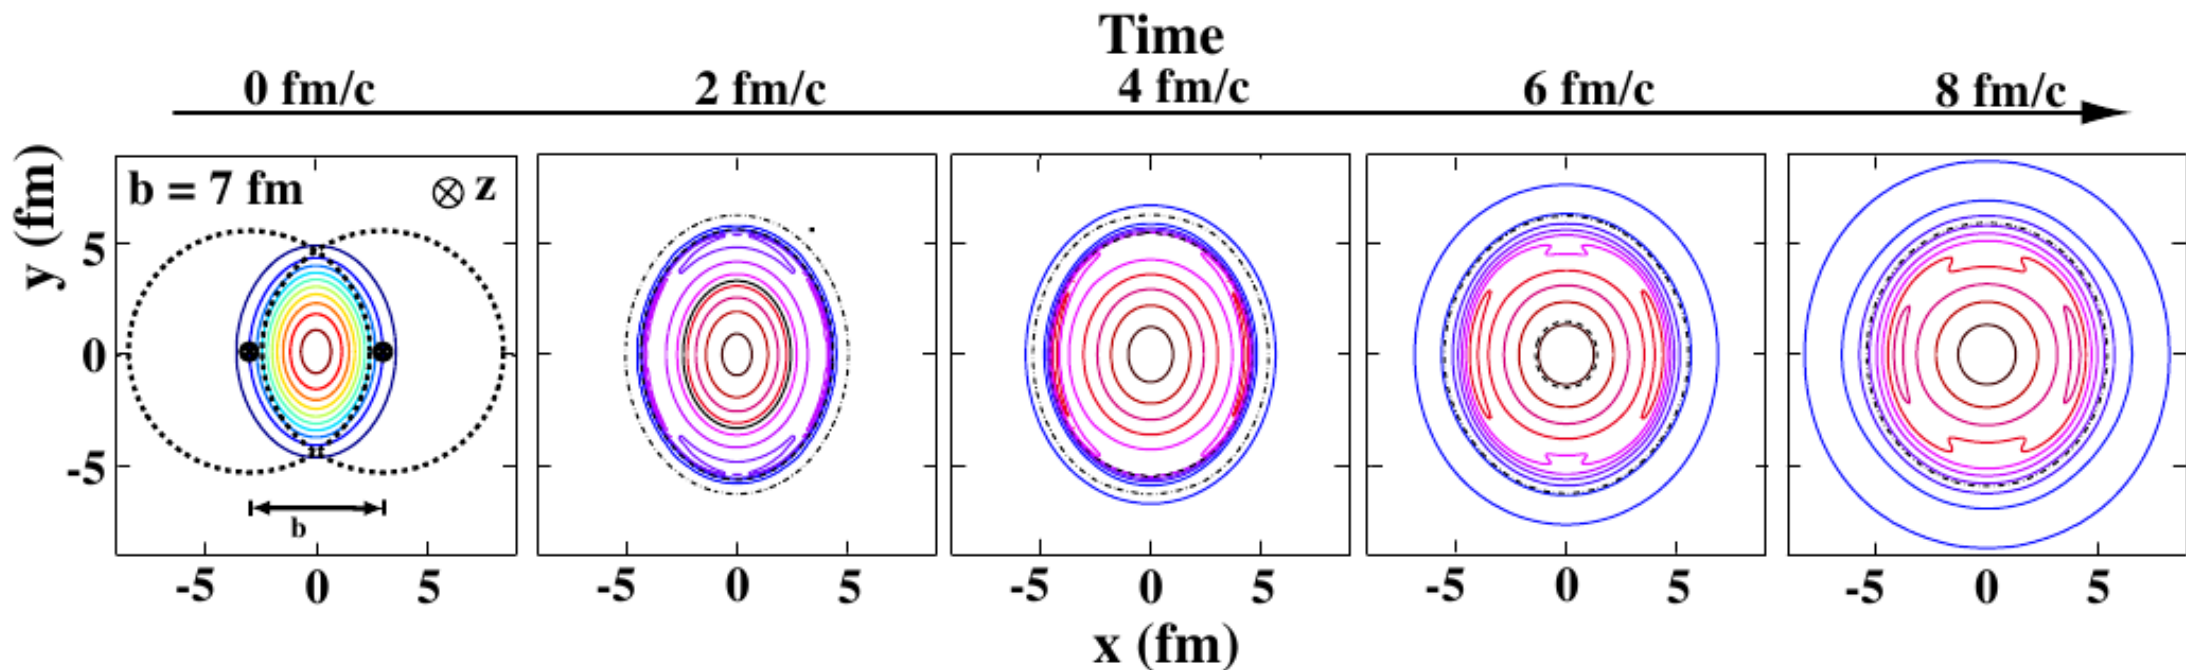 Time
0 fm/c 2 fm/c 4 fm/c 6 fm/c 8 fm/c
y (fm)
b = 7 fm ⊗ z
5
0
-5
b
-5 0 5 -5 0 5 -5 0 5 -5 0 5 -5 0 5
x (fm)